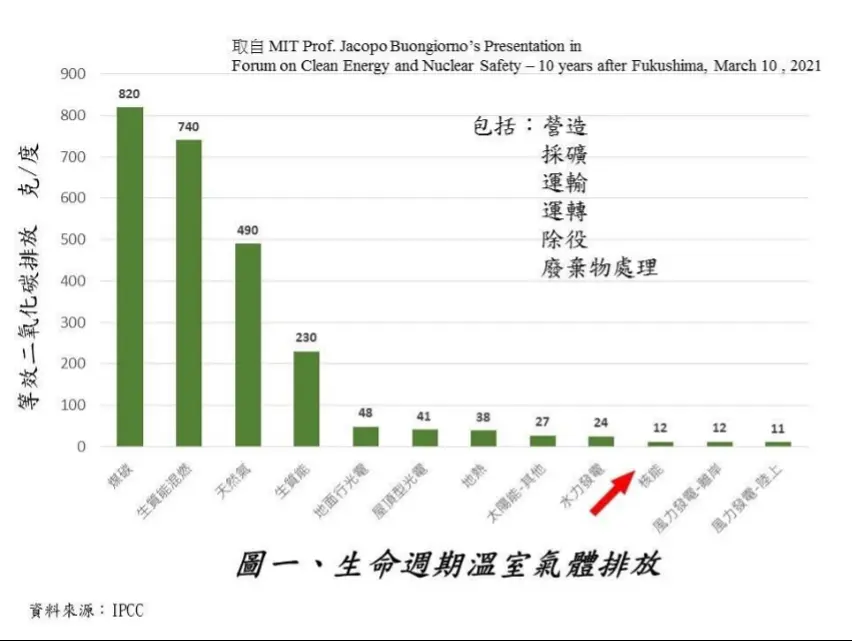 取自 MIT Prof. Jacopo Buongiorno’s Presentation in
Forum on Clean Energy and Nuclear Safety – 10 years after Fukushima, March 10 , 2021
等效二氧化碳排放 克/度
900
800
700
600
500
400
300
200
100
0
820
740
490
230
48
41
38
27
24
12
12
11
包括：營造
採礦
運輸
運轉
除役
廢棄物處理
煤碳
生質能混燃
天然氣
生質能
地面行光電
屋頂型光電
地熱
太陽能-其他
水力發電
核能
風力發電-離岸
風力發電-陸上
圖一、生命週期溫室氣體排放
資料來源：IPCC